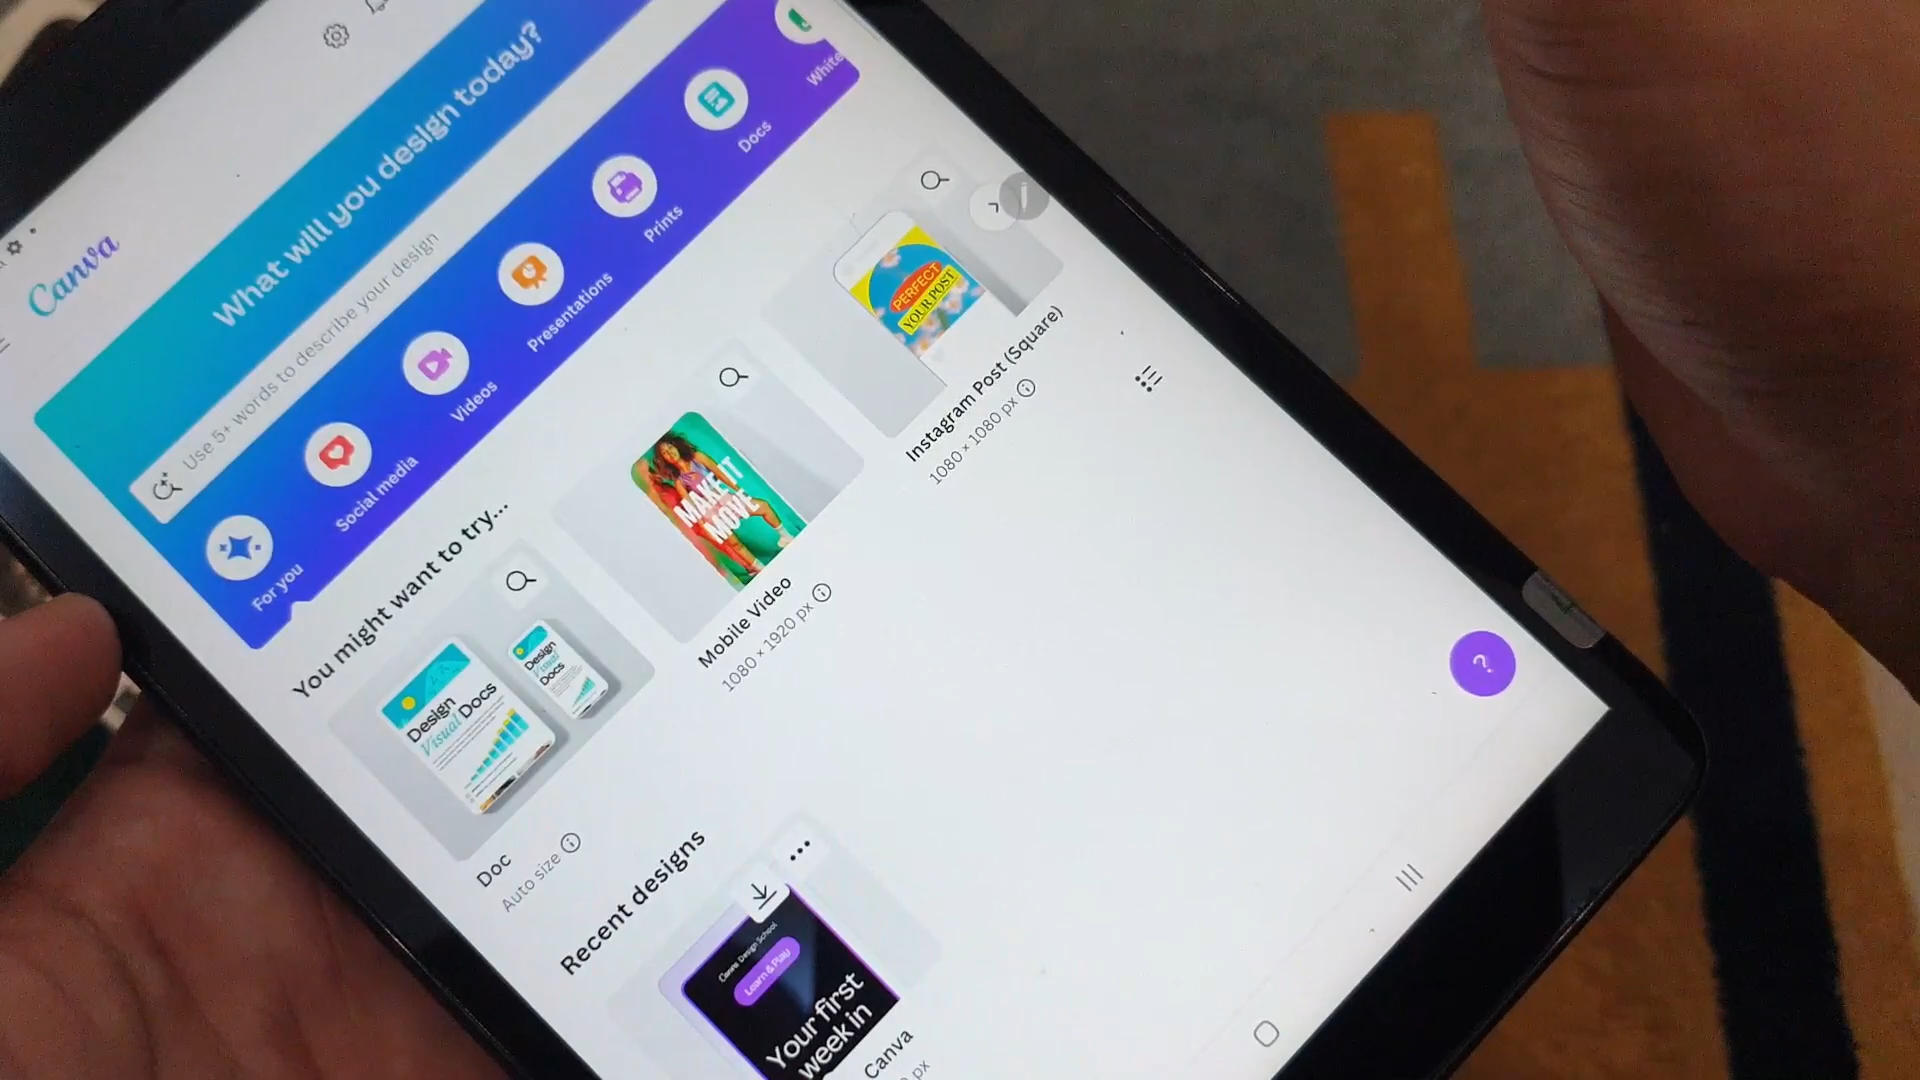 Canva
What will you design today?
Use 5+ words to describe your design
For you
Social media
Videos
Presentations
Prints
Docs
White
You might want to try...
Design
Visual Docs
Design
Visual
Docs
Doc
Auto size
MAKE IT
MOVE
Mobile Video
1080 × 1920 px
PERFECT
YOUR POST
Instagram Post (Square)
1080 × 1080 px
?
Recent designs
Canva Design School
Learn & Play
Your first
week in
Canva
px